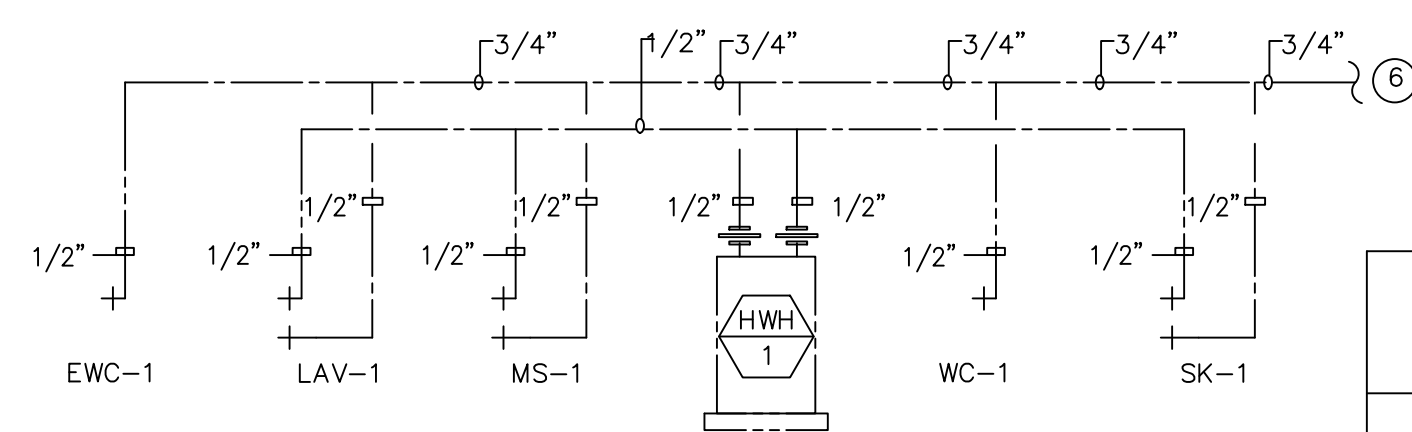 3/4" 1/2" 3/4" 3/4" 3/4" 3/4" 6
1/2" 1/2" 1/2" 1/2" 1/2"
1/2" 1/2" 1/2" 1/2" 1/2"
HWH
1
EWC-1 LAV-1 MS-1 WC-1 SK-1